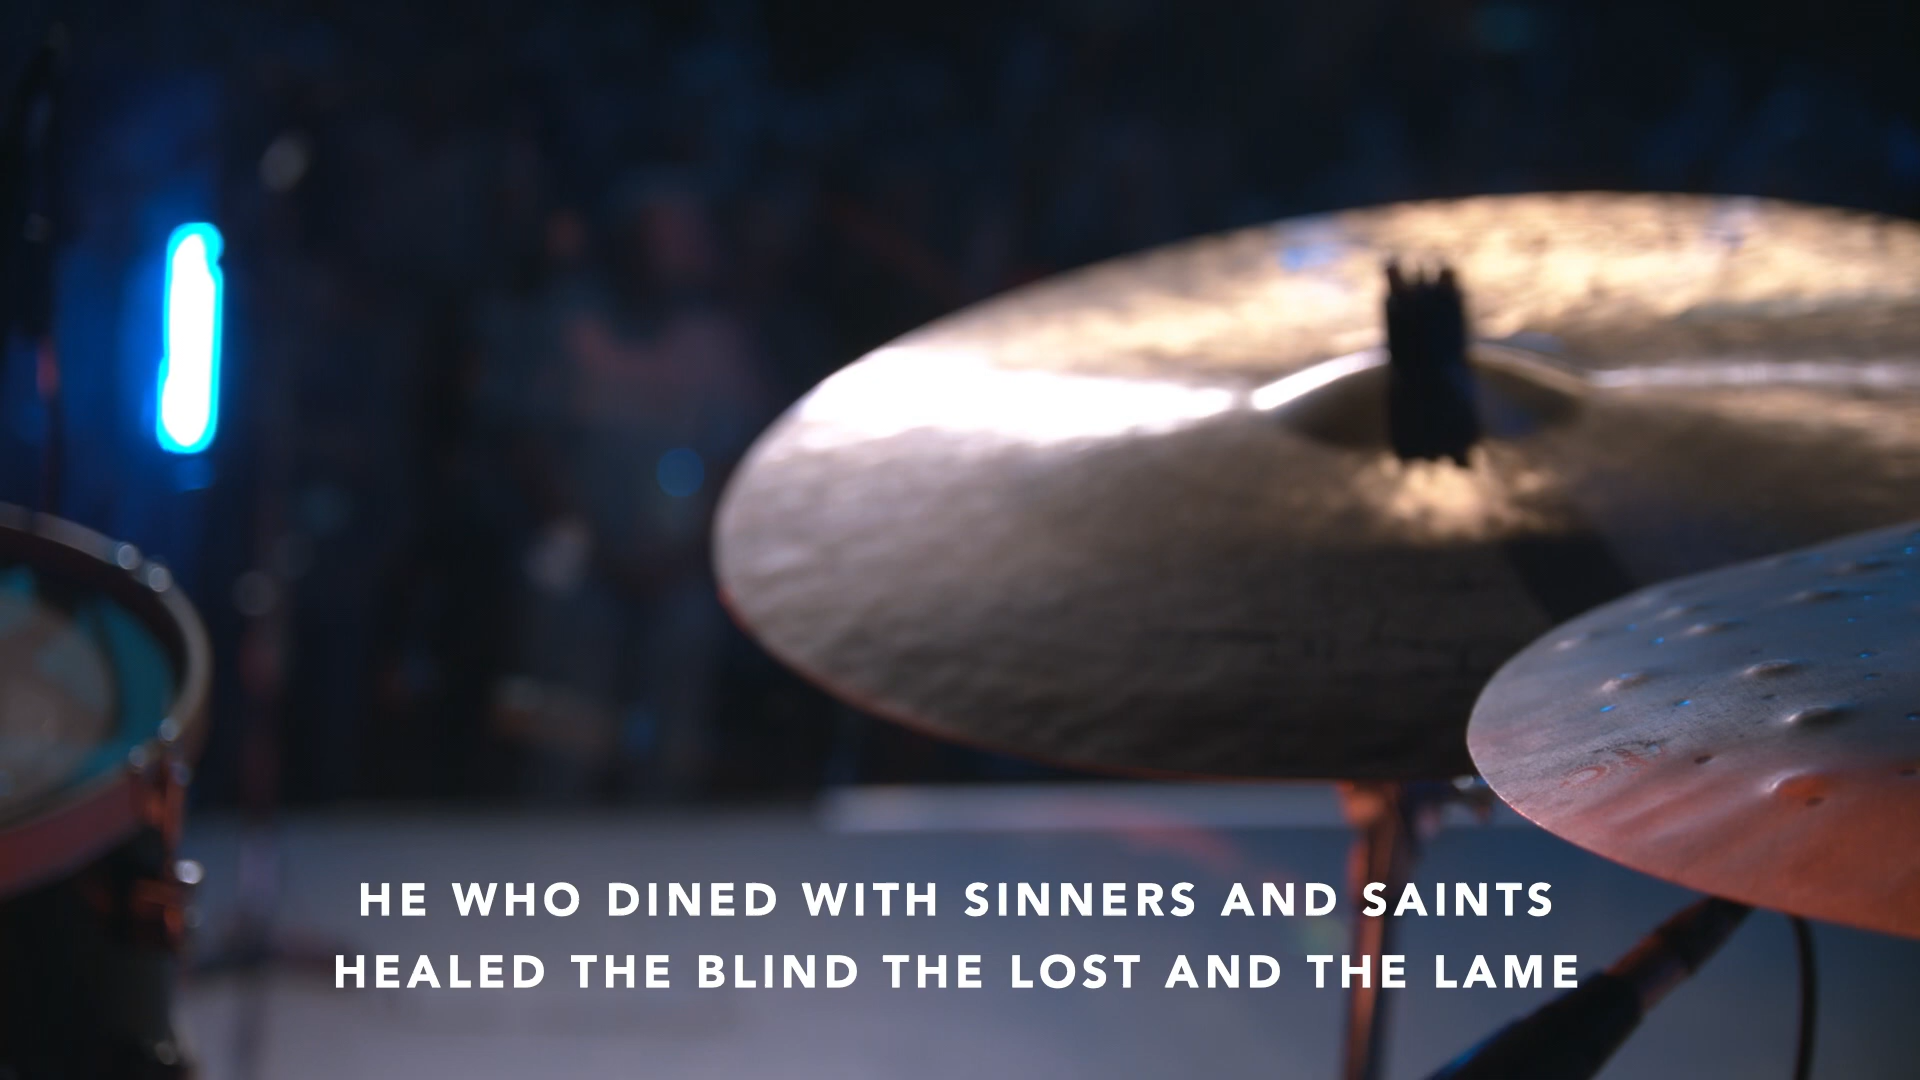 HE WHO DINED WITH SINNERS AND SAINTS
HEALED THE BLIND THE LOST AND THE LAME